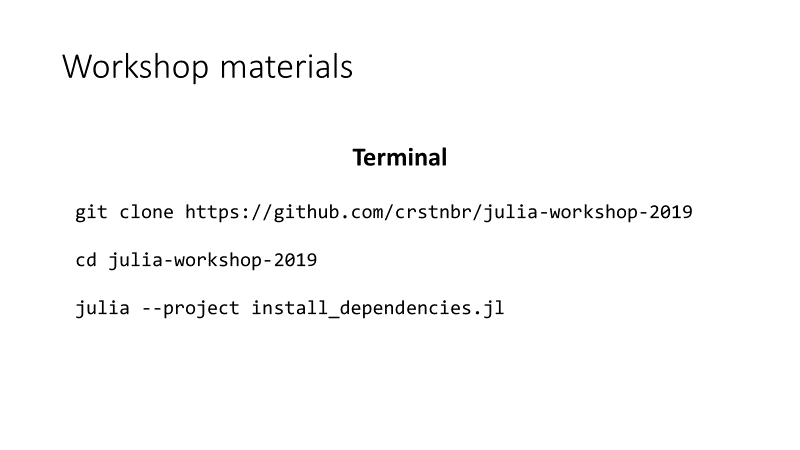 Workshop materials
Terminal
git clone https://github.com/crstnbr/julia-workshop-2019
cd julia-workshop-2019
julia --project install_dependencies.jl